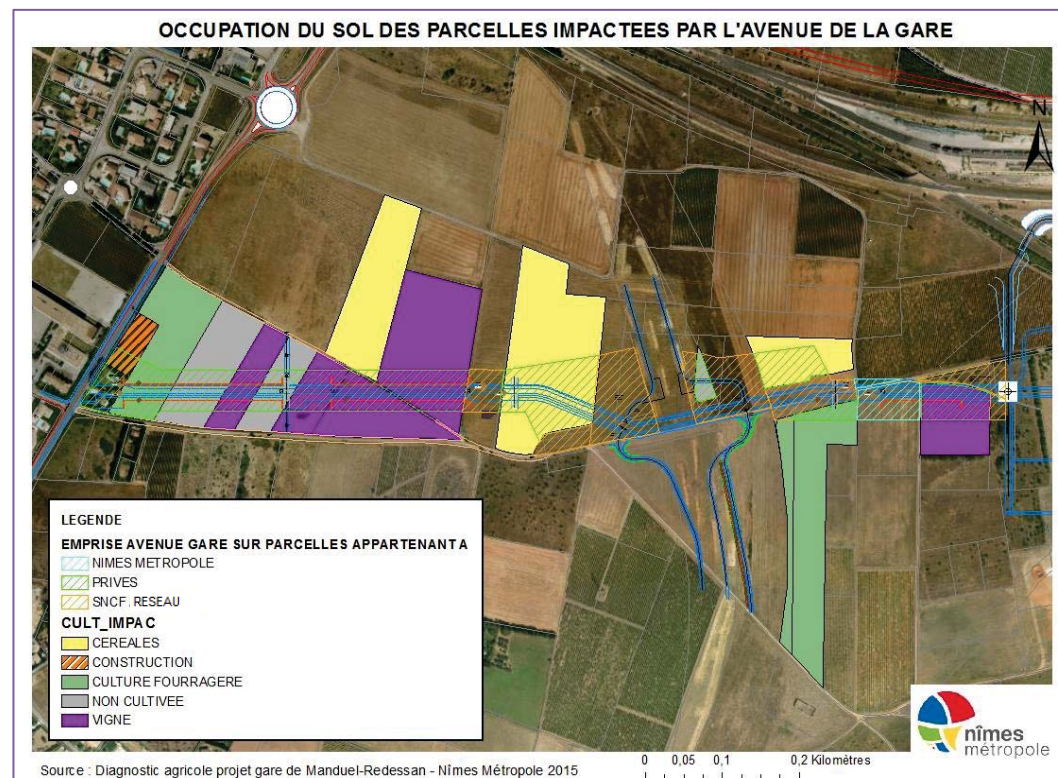 OCCUPATION DU SOL DES PARCELLES IMPACTEES PAR L'AVENUE DE LA GARE
N
LEGENDE
EMPRISE AVENUE GARE SUR PARCELLES APPARTENANT A
NIMES METROPOLE
PRIVES
SNCF. RESEAU
CULT_IMPAC
CEREALES
CONSTRUCTION
CULTURE FOURRAGERE
NON CULTIVEE
VIGNE
nîmes
métropole
0 0,05 0,1 0,2 Kilomètres
Source : Diagnostic agricole projet gare de Manduel-Redessan - Nîmes Métropole 2015